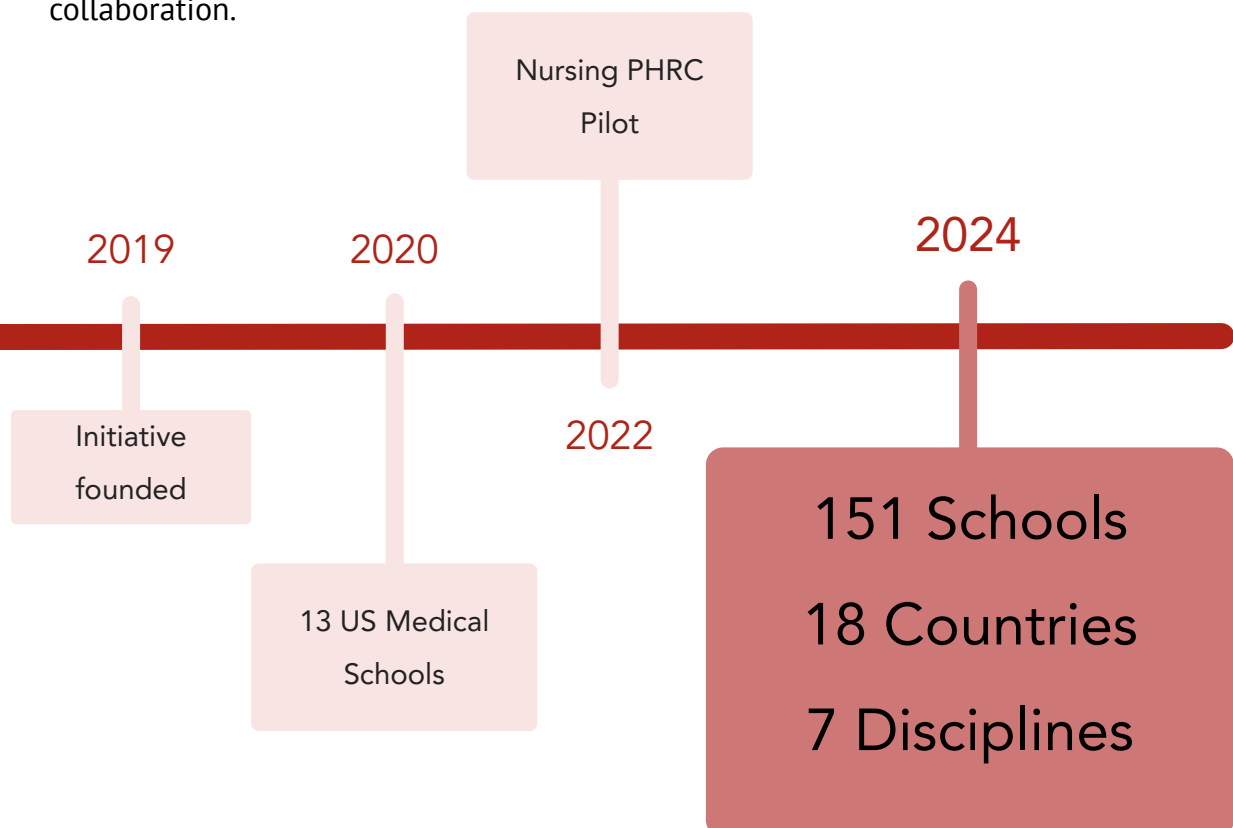 collaboration.
Nursing PHRC
Pilot
2019
2020
2024
Initiative
founded
2022
13 US Medical
Schools
151 Schools
18 Countries
7 Disciplines